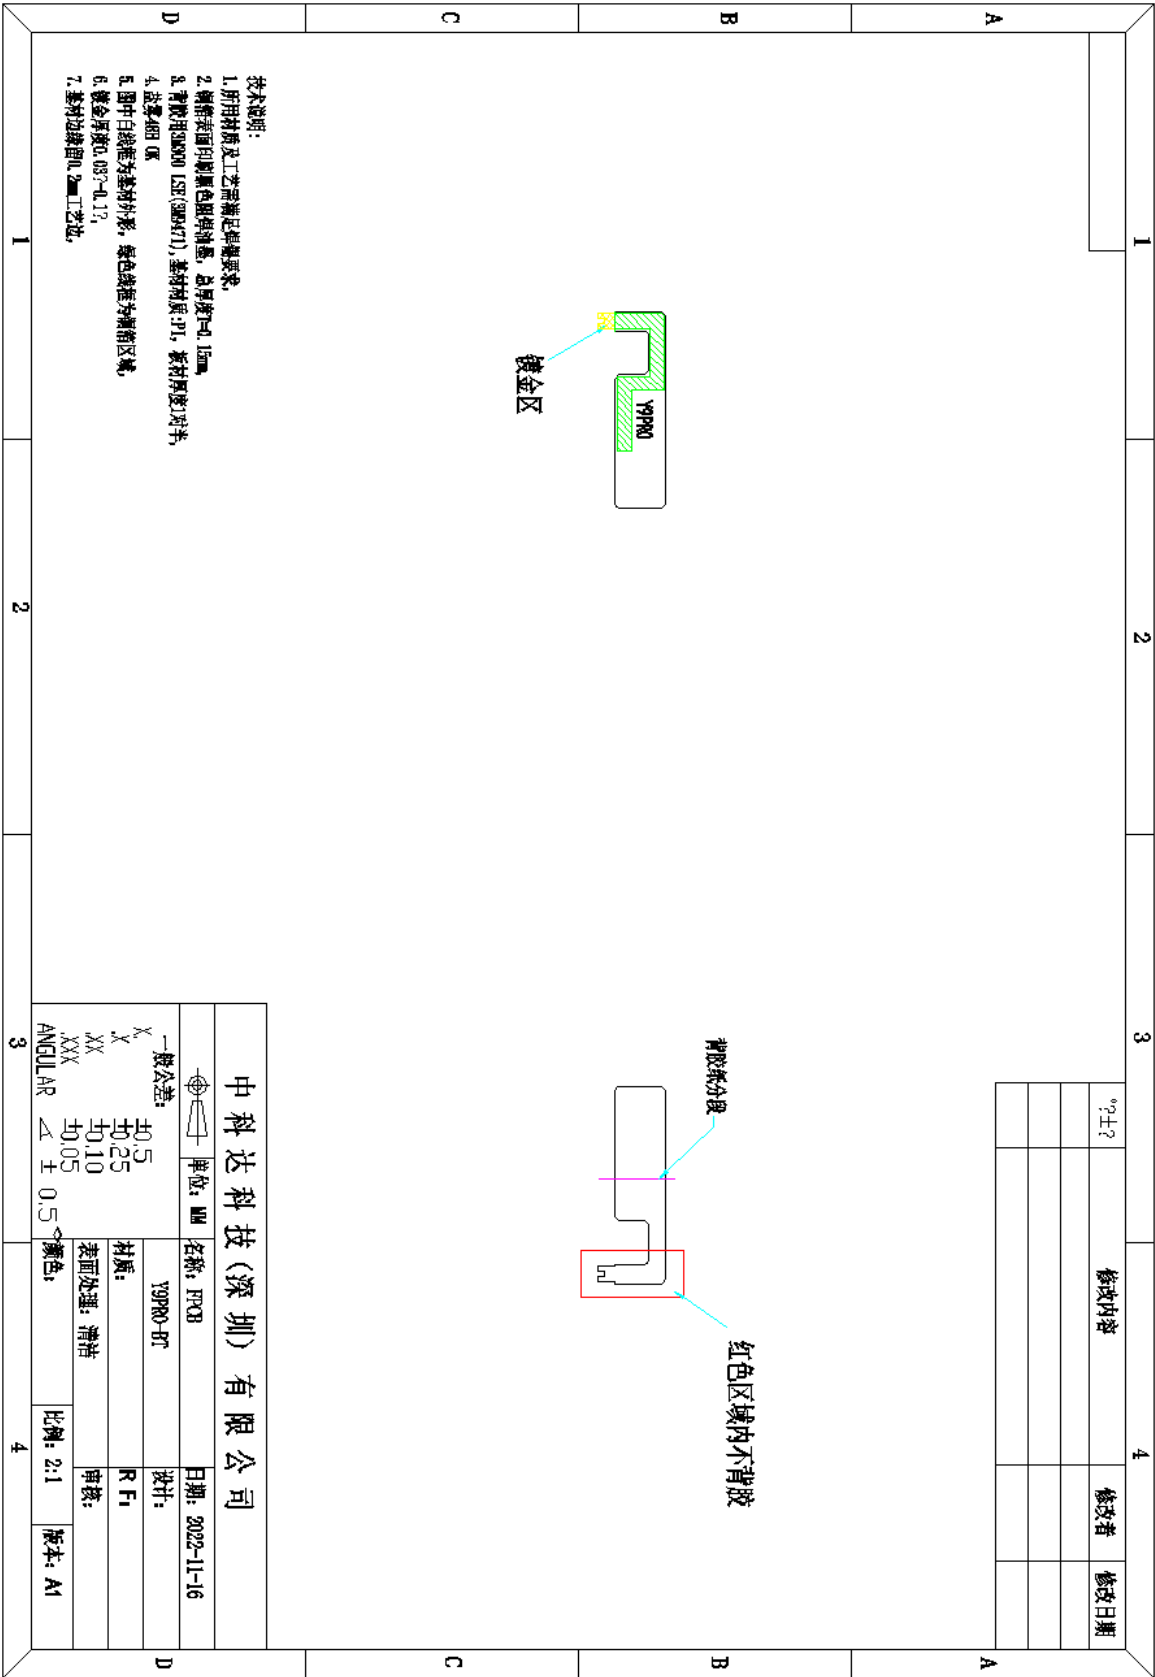 A
B
C
D
1
2
3
4
1
2
3
4
A
B
C
D
°?±?
修改内容
修改者
修改日期
Y9PRO
镀金区
背胶纸分段
红色区域内不背胶
技术说明:
1.所用材质及工艺需满足焊锡要求,
2.铜箔表面印刷黑色阻焊油墨, 总厚度T=0.15mm,
3.背胶用3M300 LSE(3M9471),基材材质:PI, 板材厚度1对半,
4.盐雾48H OK
5.图中白线框为基材外形, 绿色线框为铜箔区域,
6.镀金厚度0.03?-0.1?,
7.基材边缘留0.2mm工艺边,
中科达科技(深圳)有限公司
单位: MM
名称: FPCB
日期: 2022-11-16
一般公差:
X. ±0.5
.X ±0.25
.XX ±0.10
.XXX ±0.05
ANGULAR ∠ ± 0.5°
Y9PRO-BT
设计:
材质:
R F:
表面处理: 清洁
审核:
颜色:
比例: 2:1
版本: A1